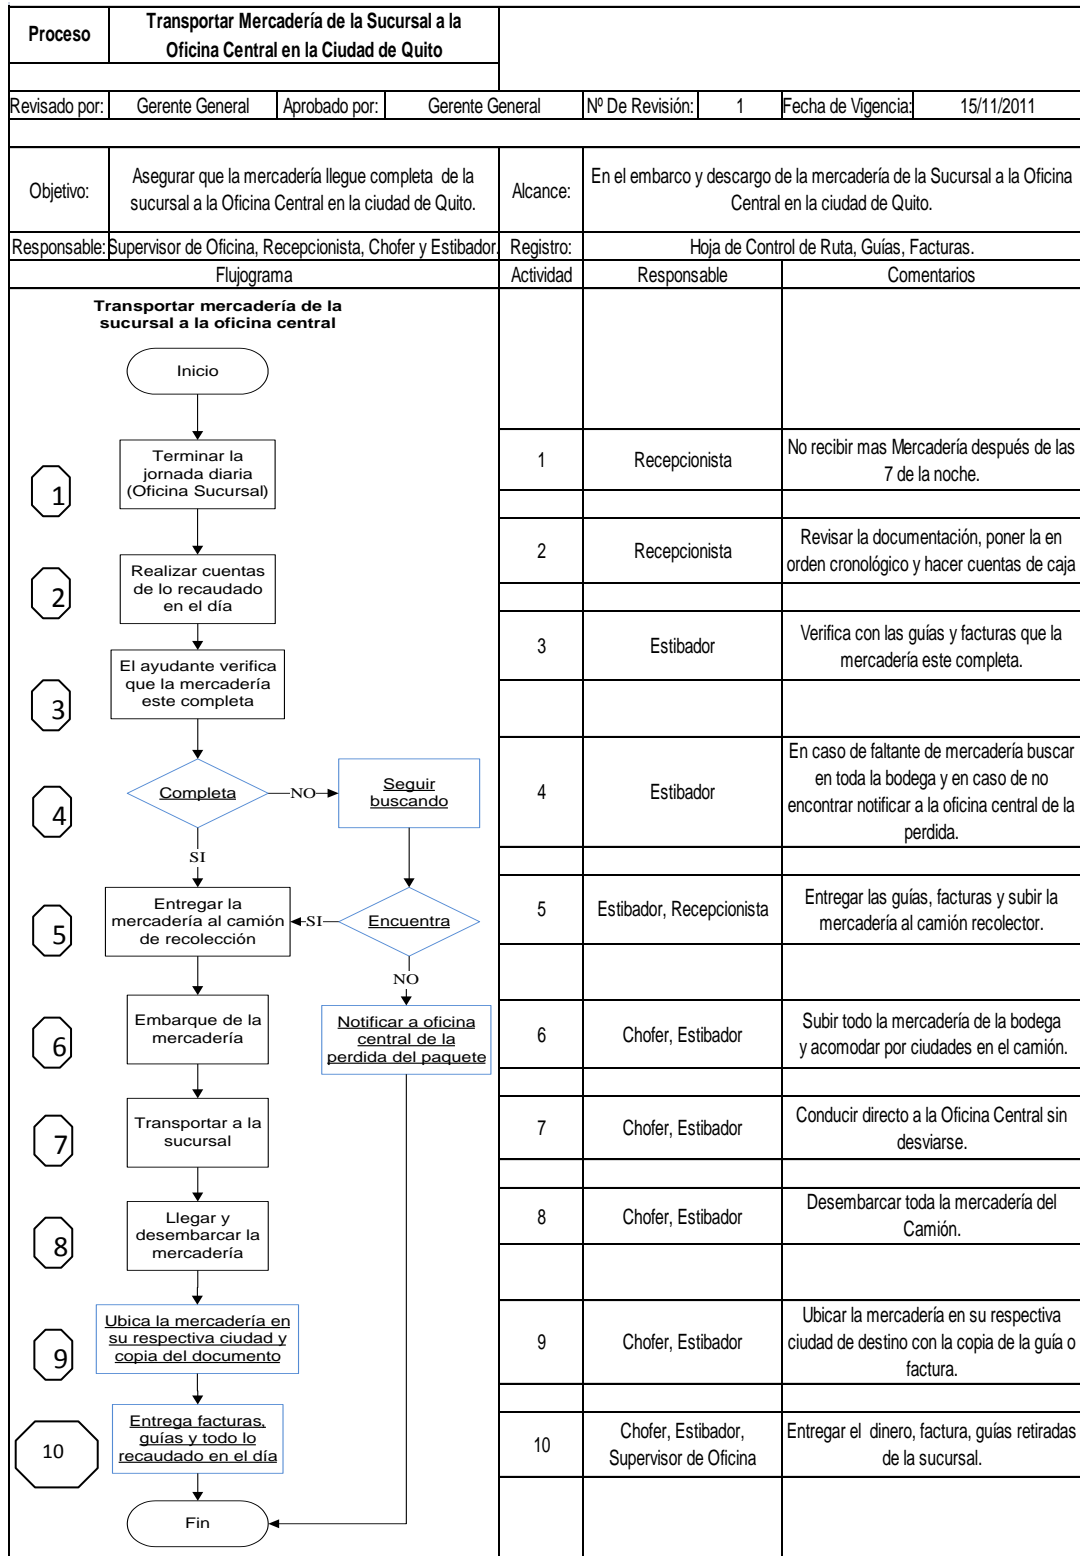 Proceso
Transportar Mercadería de la Sucursal a la
Oficina Central en la Ciudad de Quito
Revisado por:
Gerente General
Aprobado por:
Gerente General
Nº De Revisión:
1
Fecha de Vigencia:
15/11/2011
Objetivo:
Asegurar que la mercadería llegue completa de la
sucursal a la Oficina Central en la ciudad de Quito.
Alcance:
En el embarco y descargo de la mercadería de la Sucursal a la Oficina
Central en la ciudad de Quito.
Responsable:
Supervisor de Oficina, Recepcionista, Chofer y Estibador.
Registro:
Hoja de Control de Ruta, Guías, Facturas.
Flujograma
Actividad
Responsable
Comentarios
Transportar mercadería de la
sucursal a la oficina central
Inicio
1
Terminar la
jornada diaria
(Oficina Sucursal)
1
Recepcionista
No recibir mas Mercadería después de las
7 de la noche.
2
Realizar cuentas
de lo recaudado
en el día
2
Recepcionista
Revisar la documentación, poner la en
orden cronológico y hacer cuentas de caja
3
El ayudante verifica
que la mercadería
este completa
3
Estibador
Verifica con las guías y facturas que la
mercadería este completa.
4
Completa
NO
Seguir
buscando
SI
4
Estibador
En caso de faltante de mercadería buscar
en toda la bodega y en caso de no
encontrar notificar a la oficina central de la
perdida.
5
Entregar la
mercadería al camión
de recolección
SI
Encuentra
NO
5
Estibador, Recepcionista
Entregar las guías, facturas y subir la
mercadería al camión recolector.
6
Embarque de la
mercadería
Notificar a oficina
central de la
perdida del paquete
6
Chofer, Estibador
Subir todo la mercadería de la bodega
y acomodar por ciudades en el camión.
7
Transportar a la
sucursal
7
Chofer, Estibador
Conducir directo a la Oficina Central sin
desviarse.
8
Llegar y
desembarcar la
mercadería
8
Chofer, Estibador
Desembarcar toda la mercadería del
Camión.
9
Ubica la mercadería en
su respectiva ciudad y
copia del documento
9
Chofer, Estibador
Ubicar la mercadería en su respectiva
ciudad de destino con la copia de la guía o
factura.
10
Entrega facturas,
guías y todo lo
recaudado en el día
10
Chofer, Estibador,
Supervisor de Oficina
Entregar el dinero, factura, guías retiradas
de la sucursal.
Fin